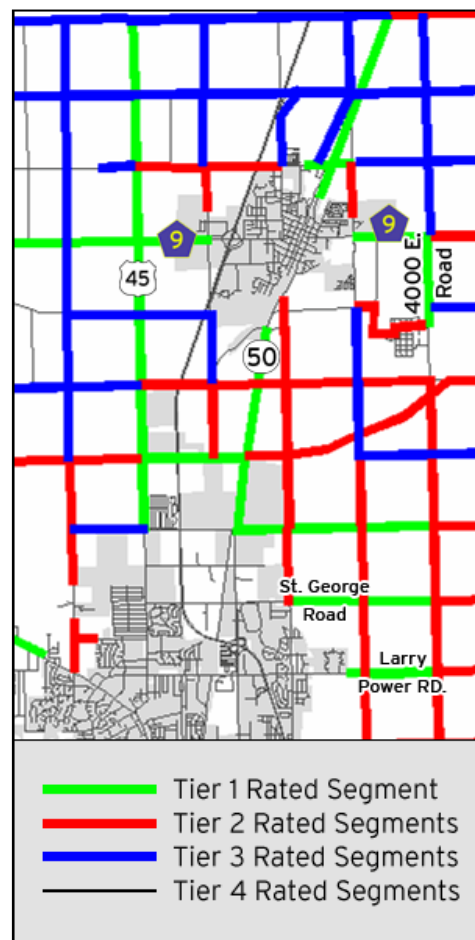 9
9
45
4000 E.
Road
50
St. George
Road
Larry
Power RD.
Tier 1 Rated Segment
Tier 2 Rated Segments
Tier 3 Rated Segments
Tier 4 Rated Segments